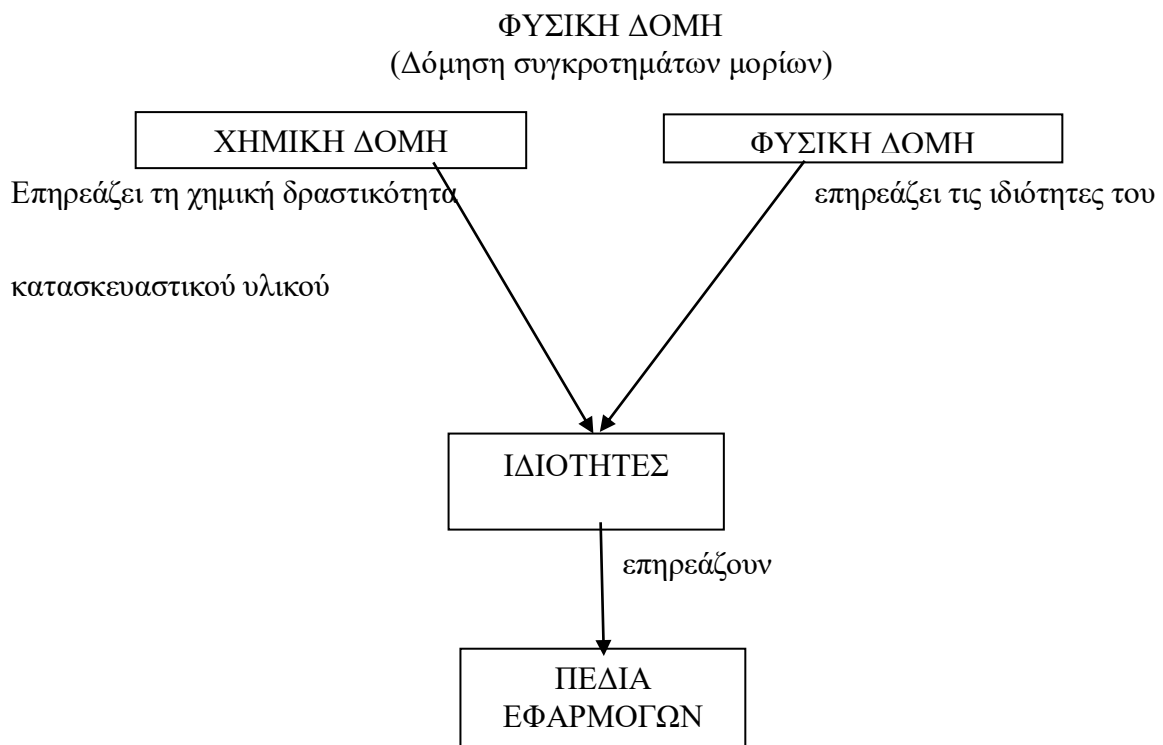 ΦΥΣΙΚΗ ΔΟΜΗ
(Δόμηση συγκροτημάτων μορίων)
ΧΗΜΙΚΗ ΔΟΜΗ
ΦΥΣΙΚΗ ΔΟΜΗ
Επηρεάζει τη χημική δραστικότητα
επηρεάζει τις ιδιότητες του
κατασκευαστικού υλικού
ΙΔΙΟΤΗΤΕΣ
επηρεάζουν
ΠΕΔΙΑ
ΕΦΑΡΜΟΓΩΝ